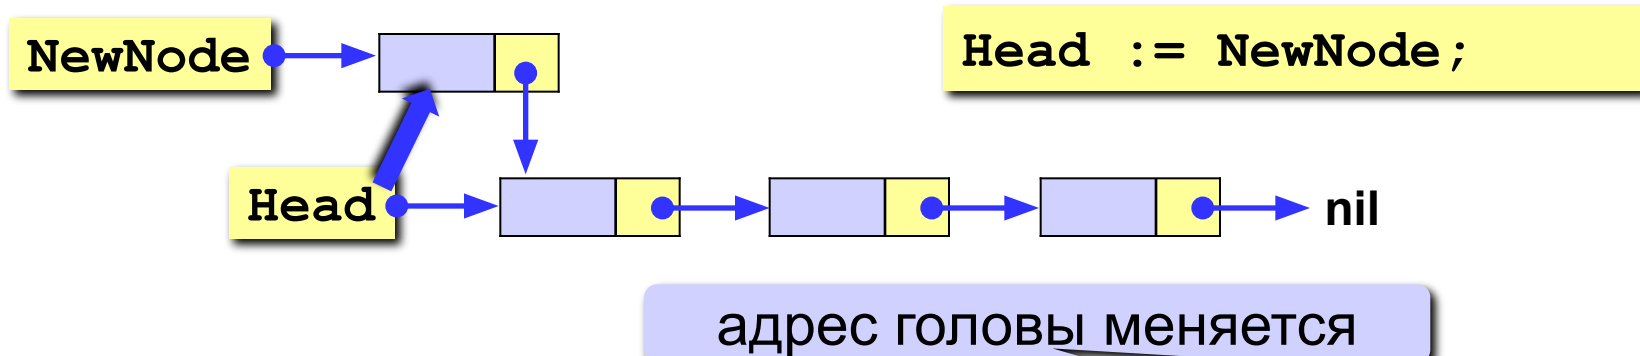 NewNode
Head := NewNode;
Head
nil
адрес головы меняется